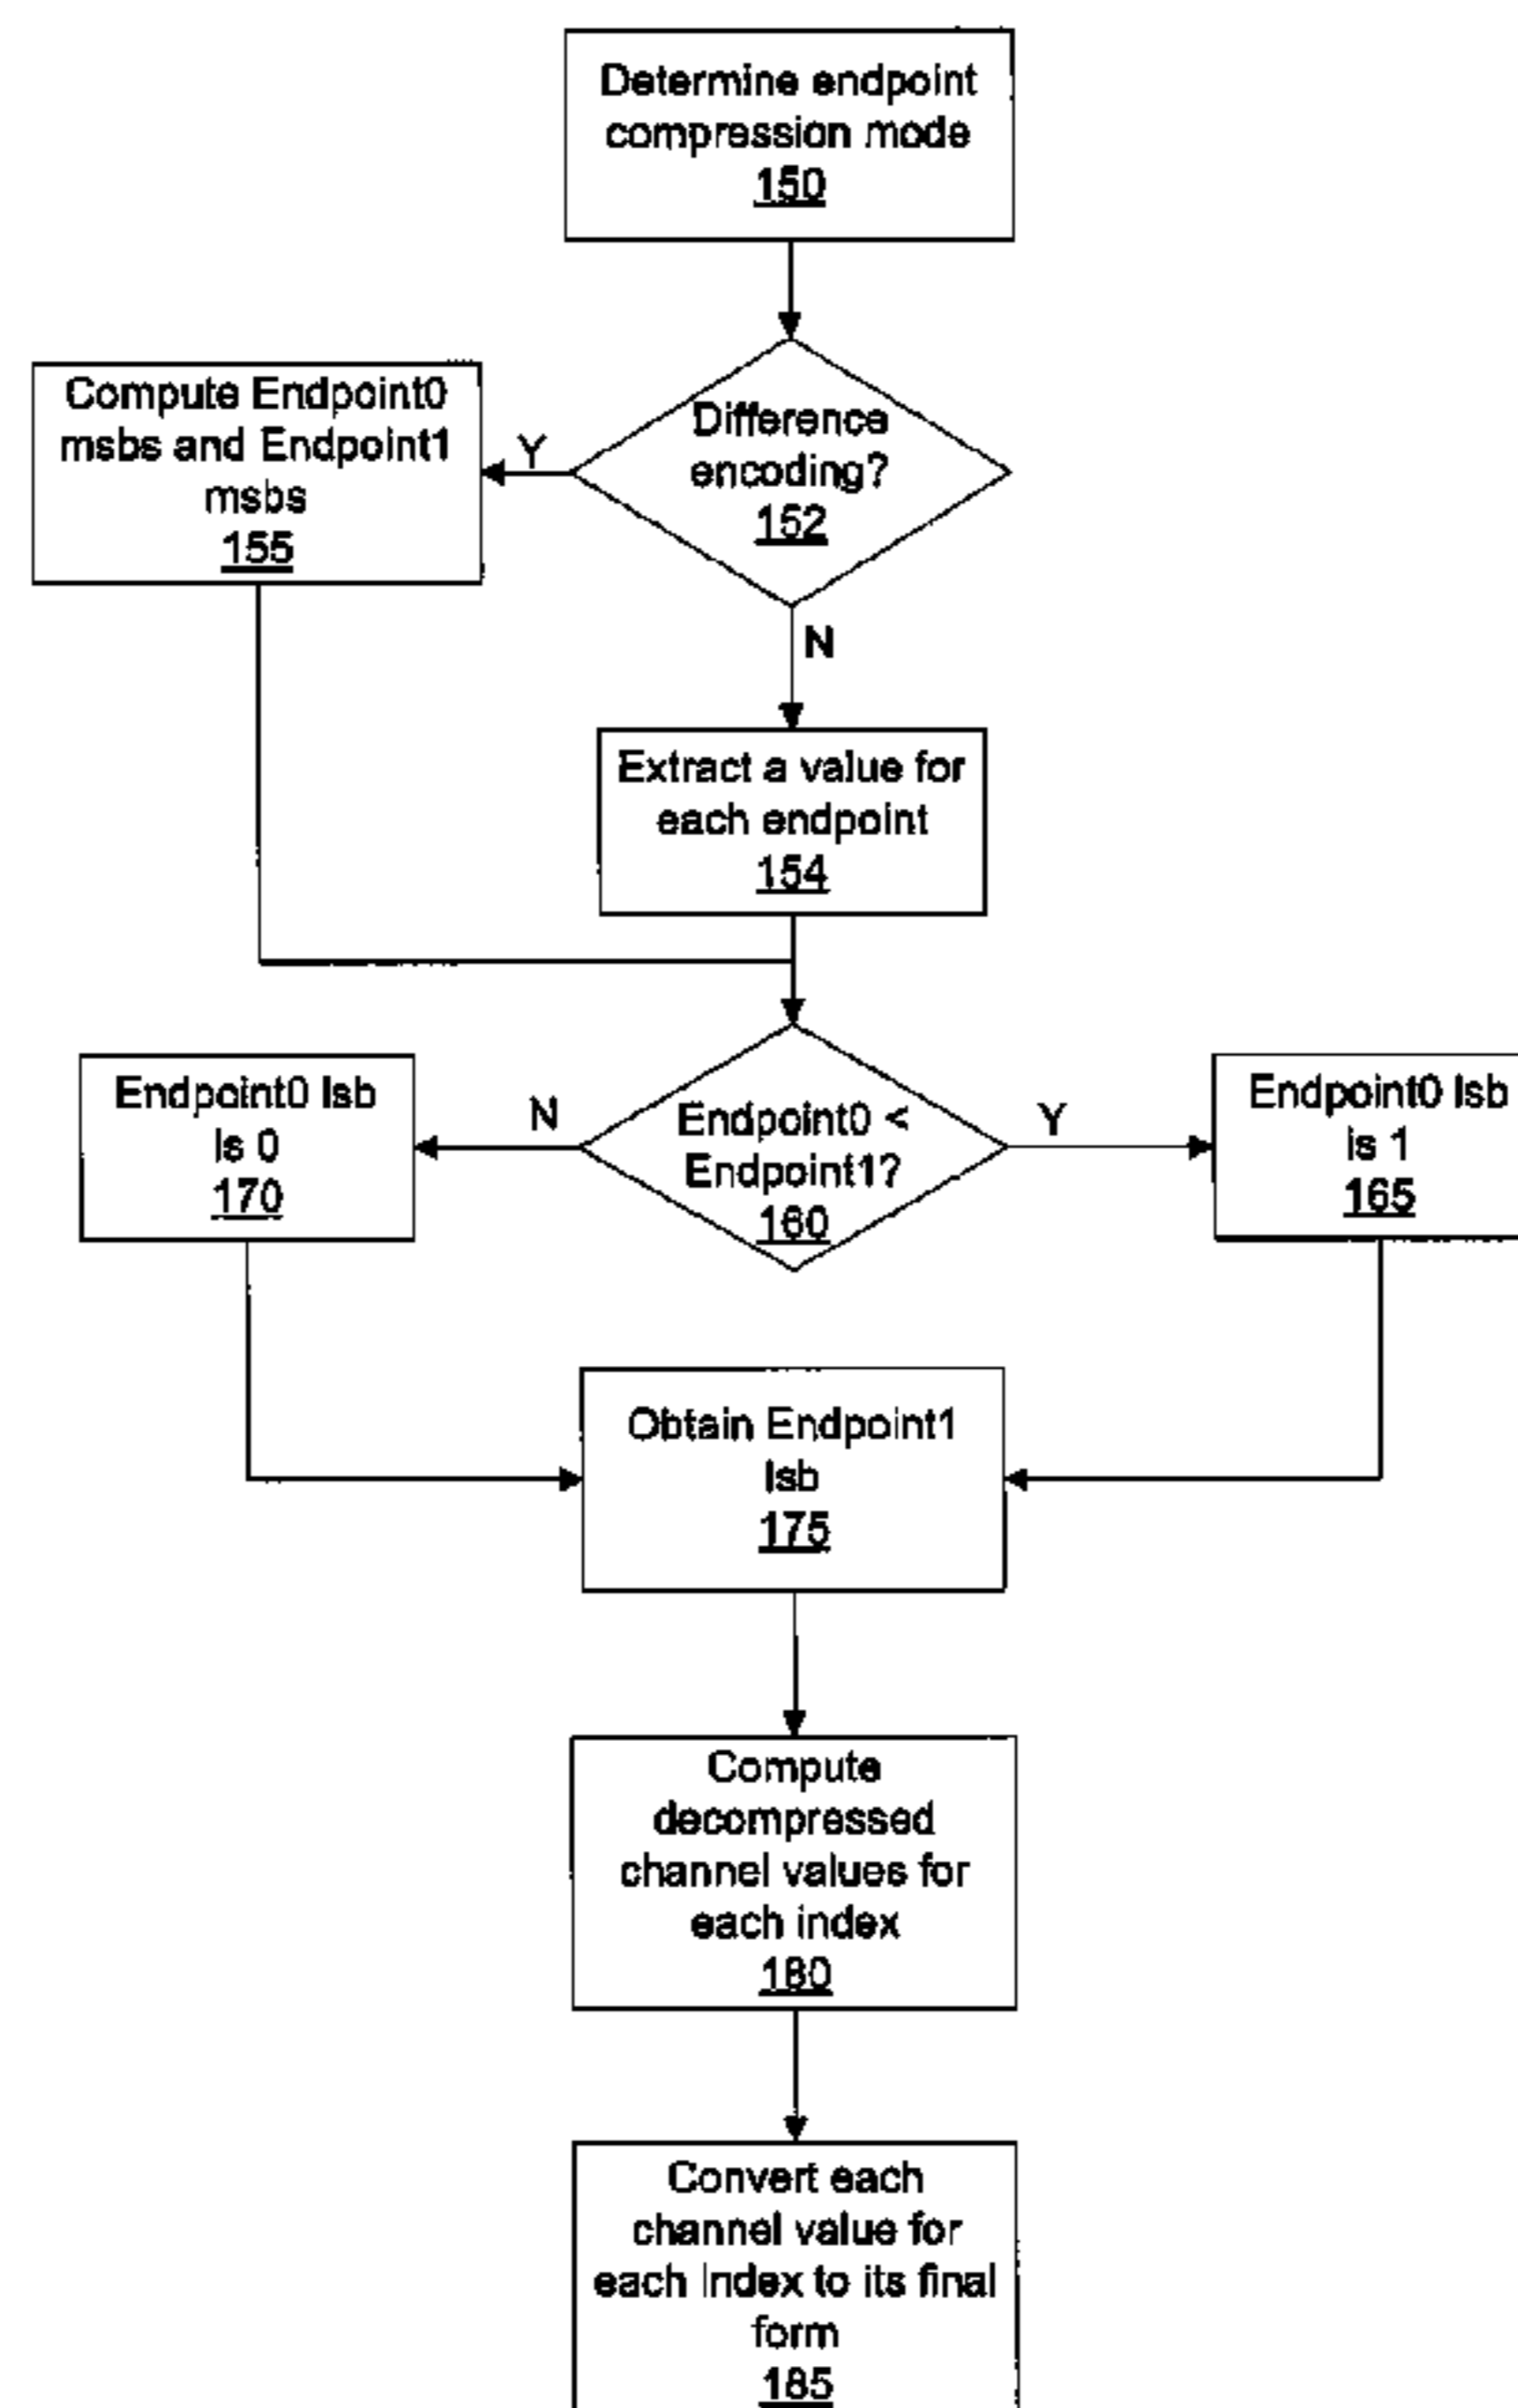 Determine endpoint
compression mode
150
Difference
encoding?
152
Y
Compute Endpoint0
msbs and Endpoint1
msbs
155
N
Extract a value for
each endpoint
154
Endpoint0 <
Endpoint1?
160
N
Endpoint0 lsb
is 0
170
Y
Endpoint0 lsb
is 1
165
Obtain Endpoint1
lsb
175
Compute
decompressed
channel values for
each index
180
Convert each
channel value for
each index to its final
form
185